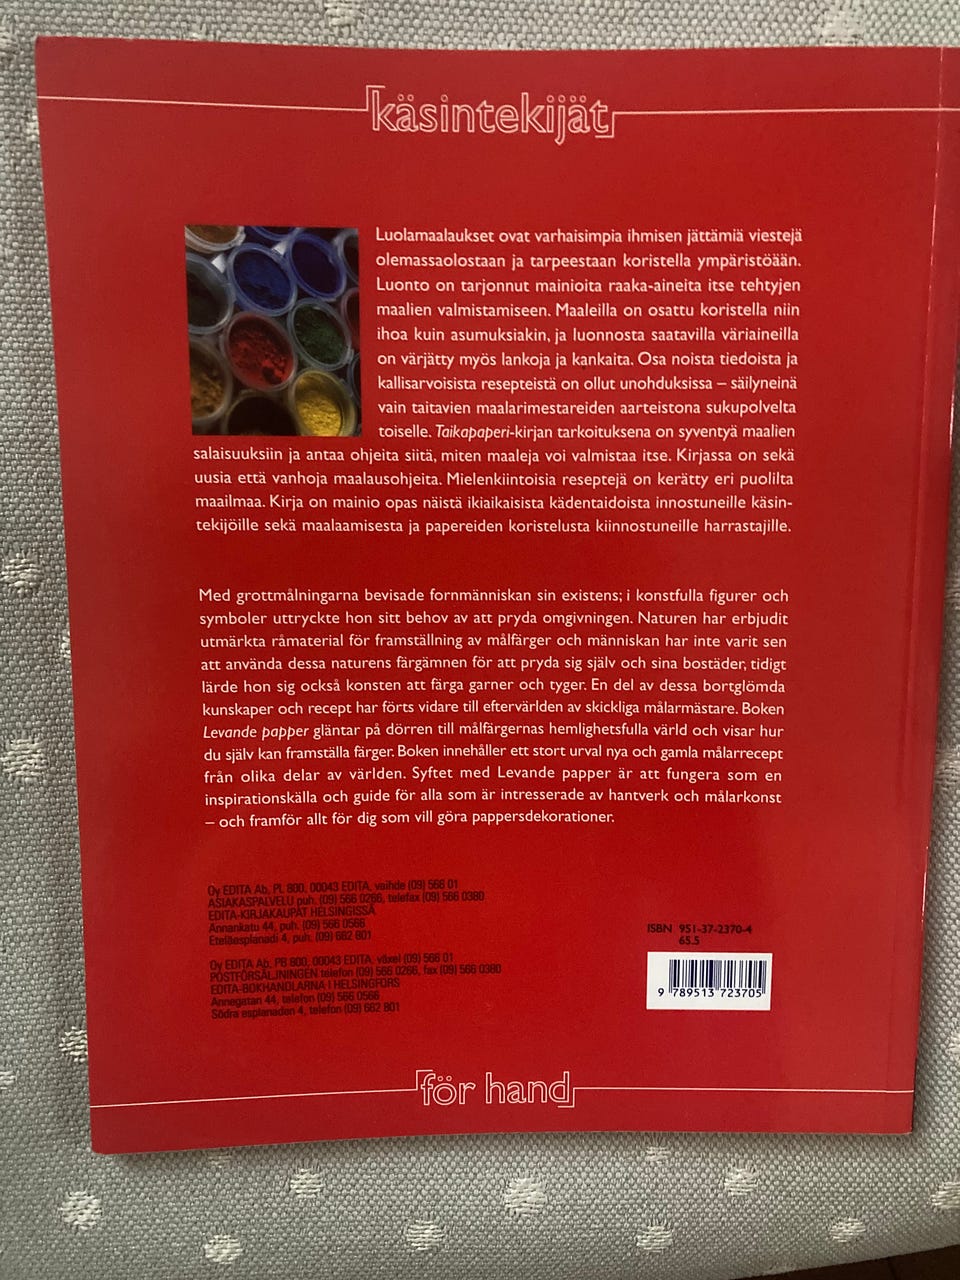 käsintekijät
Luolamaalaukset ovat varhaisimpia ihmisen jättämiä viestejä
olemassaolostaan ja tarpeestaan koristella ympäristöään.
Luonto on tarjonnut mainioita raaka-aineita itse tehtyjen
maalien valmistamiseen. Maaleilla on osattu koristella niin
ihoa kuin asumuksiakin, ja luonnosta saatavilla väriaineilla
on värjätty myös lankoja ja kankaita. Osa noista tiedoista ja
kallisarvoisista resepteistä on ollut unohduksissa – säilyneinä
vain taitavien maalarimestareiden aarteistona sukupolvelta
toiselle. Taikapaperi-kirjan tarkoituksena on syventyä maalien
salaisuuksiin ja antaa ohjeita siitä, miten maaleja voi valmistaa itse. Kirjassa on sekä
uusia että vanhoja maalausohjeita. Mielenkiintoisia reseptejä on kerätty eri puolilta
maailmaa. Kirja on mainio opas näistä ikiaikaisista kädentaidoista innostuneille käsin-
tekijöille sekä maalaamisesta ja papereiden koristelusta kiinnostuneille harrastajille.
Med grottmålningarna bevisade fornmänniskan sin existens; i konstfulla figurer och
symboler uttryckte hon sitt behov av att pryda omgivningen. Naturen har erbjudit
utmärkta råmaterial för framställning av målfärger och människan har inte varit sen
att använda dessa naturens färgämnen för att pryda sig själv och sina bostäder, tidigt
lärde hon sig också konsten att färga garner och tyger. En del av dessa bortglömda
kunskaper och recept har förts vidare till eftervärlden av skickliga målarmästare. Boken
Levande papper gläntar på dörren till målfärgernas hemlighetsfulla värld och visar hur
du själv kan framställa färger. Boken innehåller ett stort urval nya och gamla målarrecept
från olika delar av världen. Syftet med Levande papper är att fungera som en
inspirationskälla och guide för alla som är intresserade av hantverk och målarkonst
– och framför allt för dig som vill göra pappersdekorationer.
Oy EDITA Ab, PL 800, 00043 EDITA, vaihde (09) 566 01
ASIAKASPALVELU puh. (09) 566 0266, telefax (09) 566 0380
EDITA-KIRJAKAUPAT HELSINGISSÄ
Annankatu 44, puh. (09) 566 0566
Eteläesplanadi 4, puh. (09) 662 801
Oy EDITA Ab, PB 800, 00043 EDITA, växel (09) 566 01
POSTFÖRSÄLJNINGEN telefon (09) 566 0266, fax (09) 566 0380
EDITA-BOKHANDLARNA I HELSINGFORS
Annegatan 44, telefon (09) 566 0566
Södra esplanaden 4, telefon (09) 662 801
ISBN 951-37-2370-4
65.5
9 789513 723705
för hand